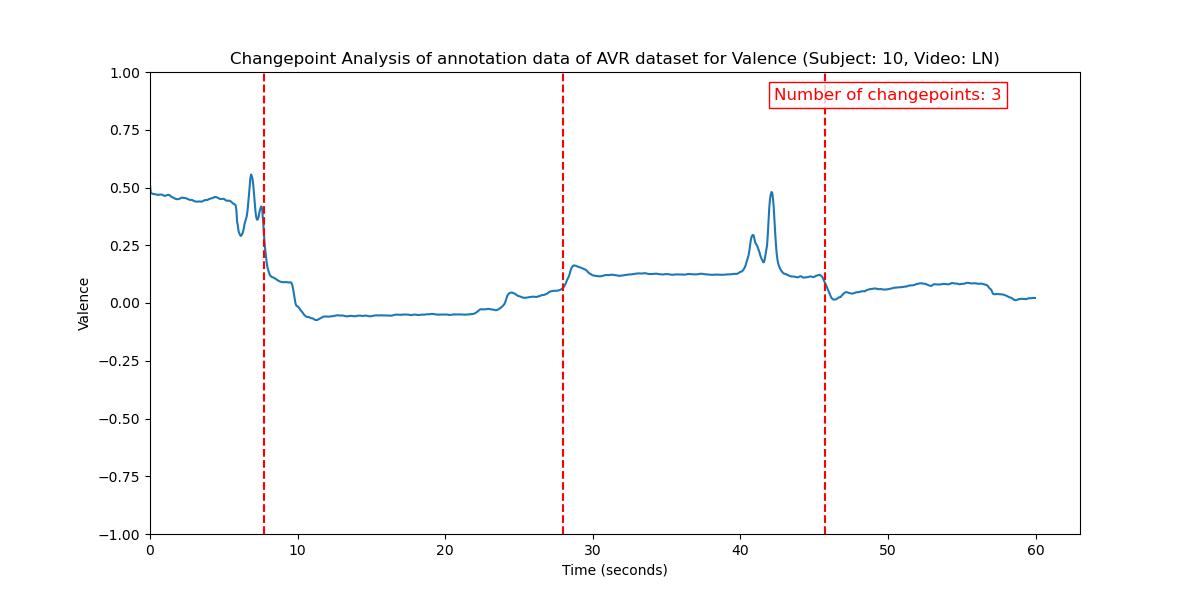 Changepoint Analysis of annotation data of AVR dataset for Valence (Subject: 10, Video: LN)
Number of changepoints: 3
Valence
1.00
0.75
0.50
0.25
0.00
−0.25
−0.50
−0.75
−1.00
0 10 20 30 40 50 60
Time (seconds)